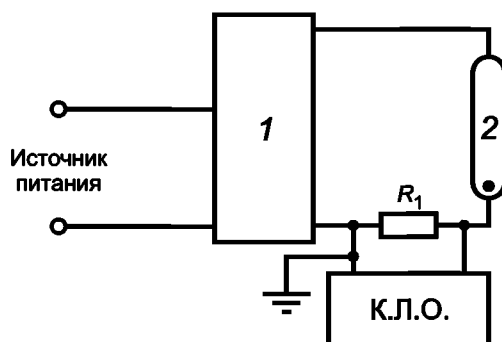 1
2
Источник
питания
R₁
К.Л.О.